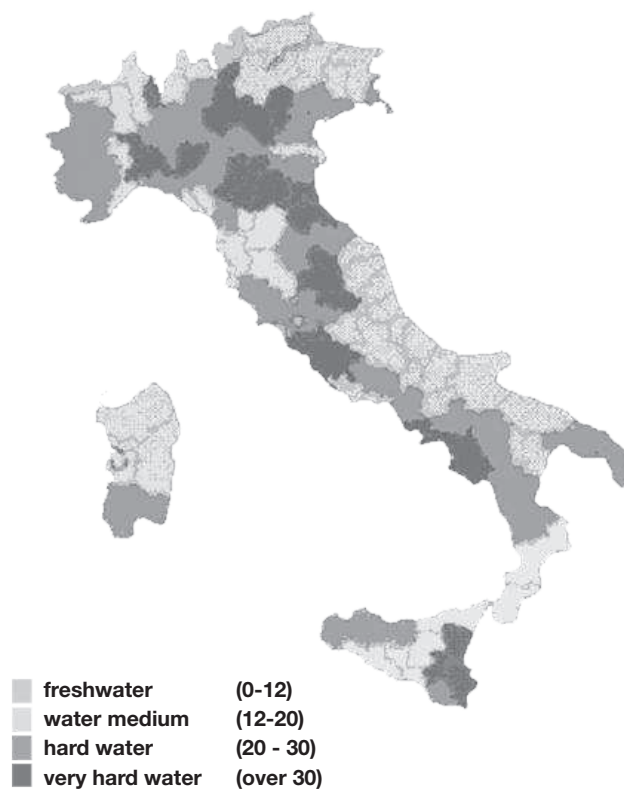 freshwater (0-12)
water medium (12-20)
hard water (20 - 30)
very hard water (over 30)